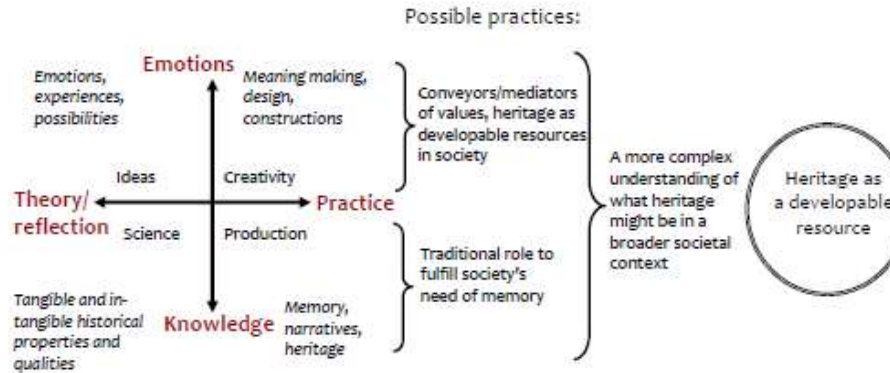 Possible practices:
Emotions
Emotions,
experiences,
possibilities
Meaning making,
design,
constructions
Conveyors/mediators
of values, heritage as
developable resources
in society
Ideas
Creativity
Theory/
reflection
Practice
Science
Production
Tangible and in-
tangible historical
properties and
qualities
Knowledge
Memory,
narratives,
heritage
Traditional role to
fulfill society's
need of memory
A more complex
understanding of
what heritage
might be in a
broader societal
context
Heritage as
a developable
resource